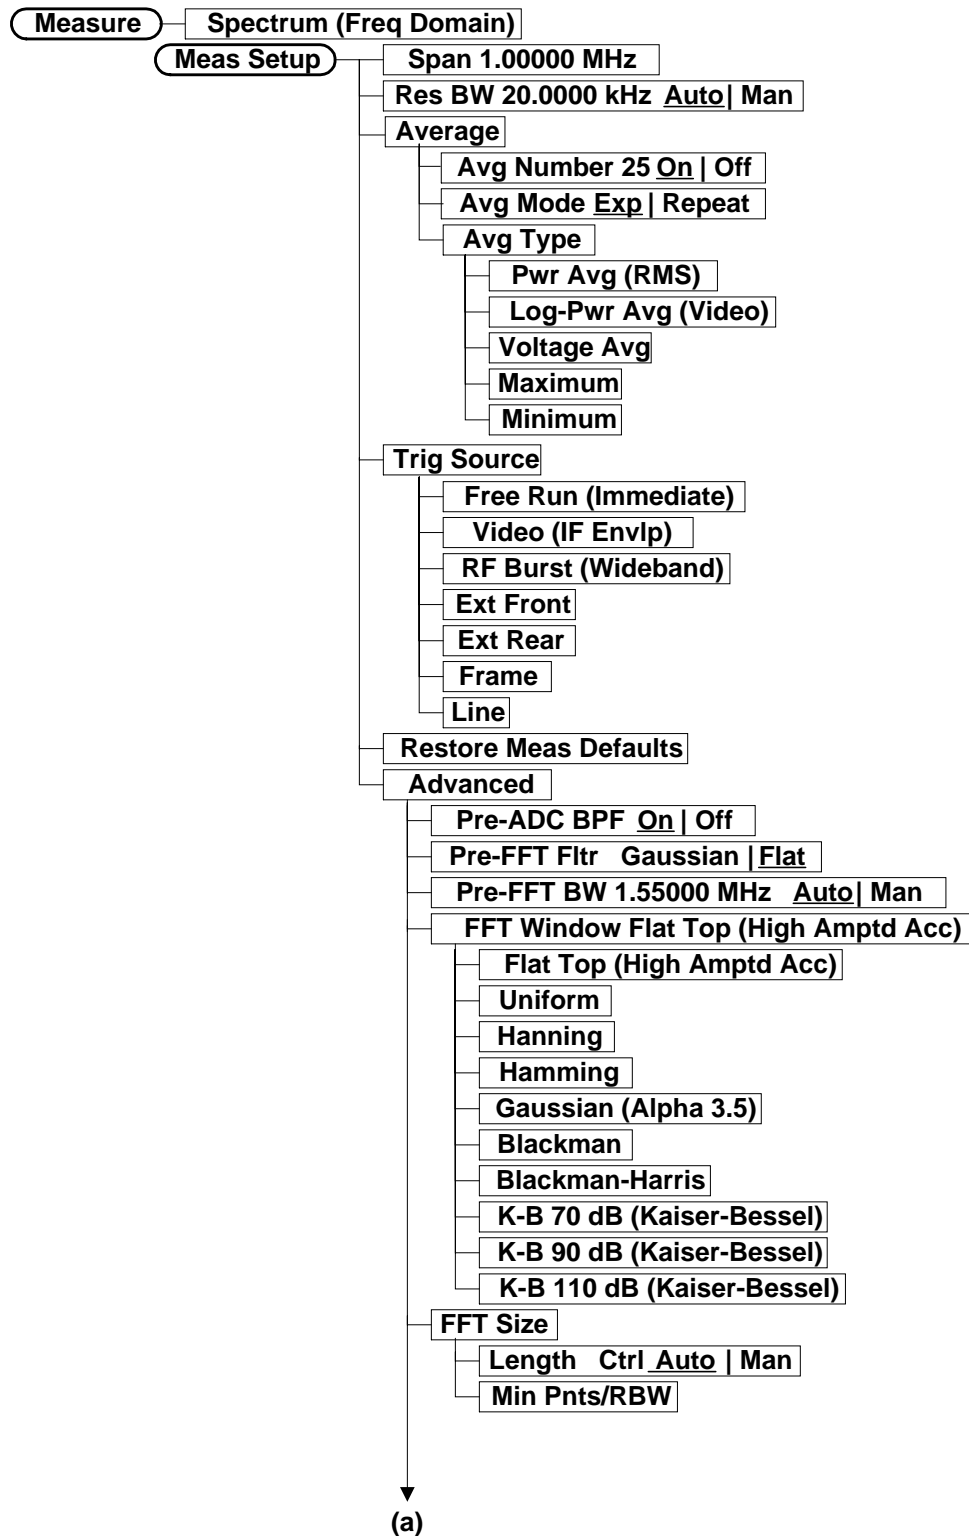 Measure Spectrum (Freq Domain)
Meas Setup Span 1.00000 MHz
Res BW 20.0000 kHz Auto | Man
Average
Avg Number 25 On | Off
Avg Mode Exp | Repeat
Avg Type
Pwr Avg (RMS)
Log-Pwr Avg (Video)
Voltage Avg
Maximum
Minimum
Trig Source
Free Run (Immediate)
Video (IF Envlp)
RF Burst (Wideband)
Ext Front
Ext Rear
Frame
Line
Restore Meas Defaults
Advanced
Pre-ADC BPF On | Off
Pre-FFT Fltr Gaussian | Flat
Pre-FFT BW 1.55000 MHz Auto | Man
FFT Window Flat Top (High Amptd Acc)
Flat Top (High Amptd Acc)
Uniform
Hanning
Hamming
Gaussian (Alpha 3.5)
Blackman
Blackman-Harris
K-B 70 dB (Kaiser-Bessel)
K-B 90 dB (Kaiser-Bessel)
K-B 110 dB (Kaiser-Bessel)
FFT Size
Length Ctrl Auto | Man
Min Pnts/RBW
(a)